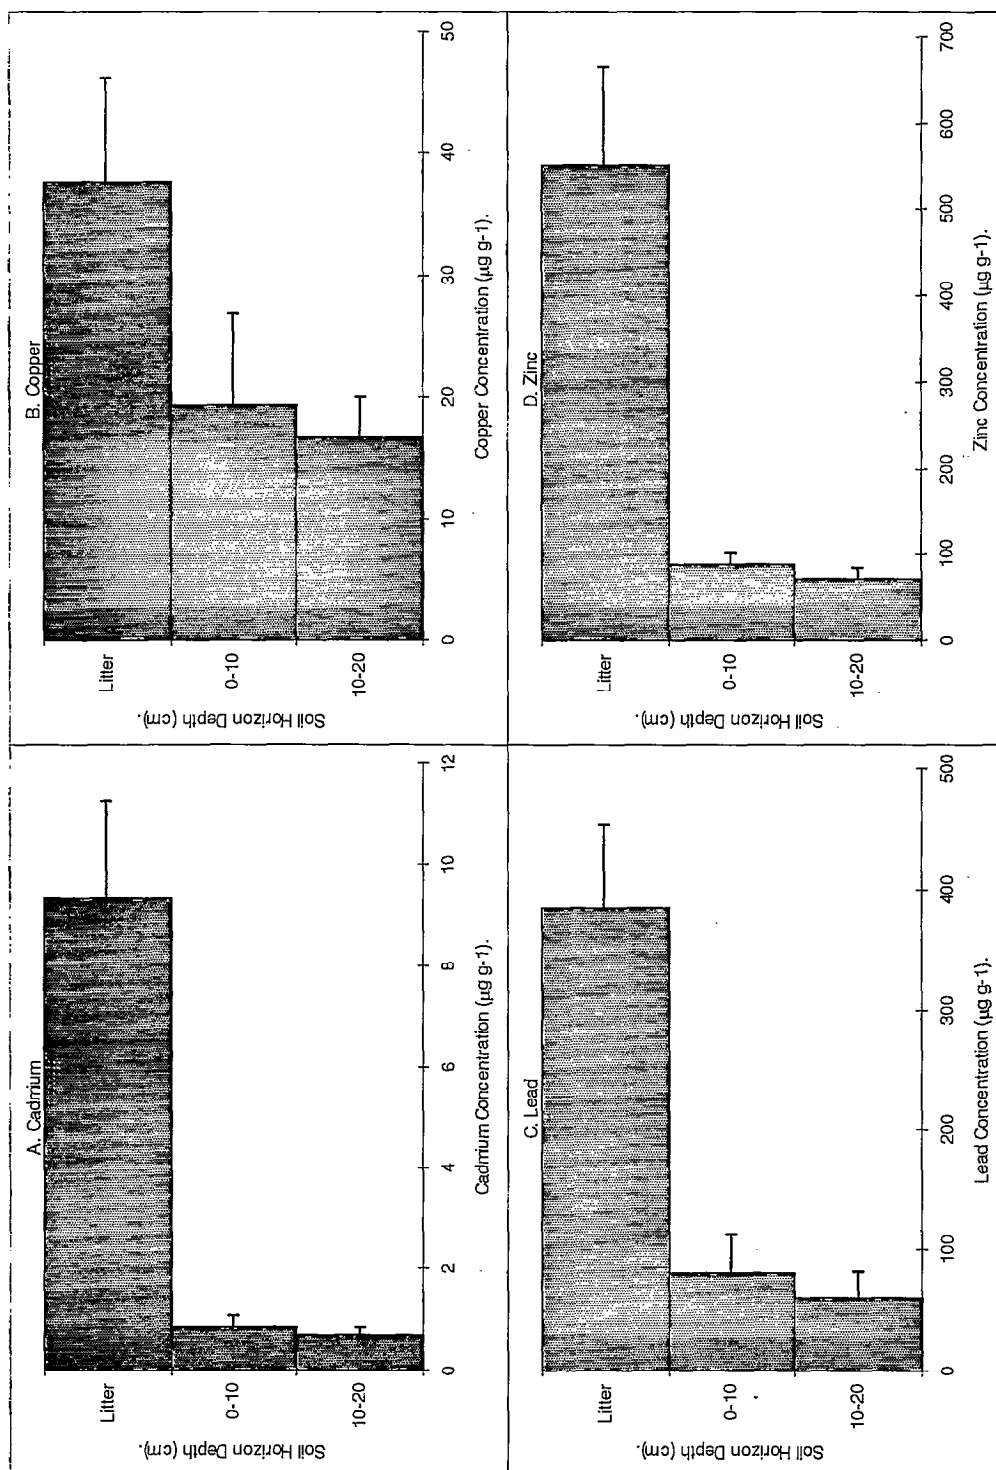 A. Cadmium
Soil Horizon Depth (cm).
Litter
0-10
10-20
0 2 4 6 8 10 12
Cadmium Concentration (µg g-1).
B. Copper
Soil Horizon Depth (cm).
Litter
0-10
10-20
0 10 20 30 40 50
Copper Concentration (µg g-1).
C. Lead
Soil Horizon Depth (cm).
Litter
0-10
10-20
0 100 200 300 400 500
Lead Concentration (µg g-1).
D. Zinc
Soil Horizon Depth (cm).
Litter
0-10
10-20
0 100 200 300 400 500 600 700
Zinc Concentration (µg g-1).